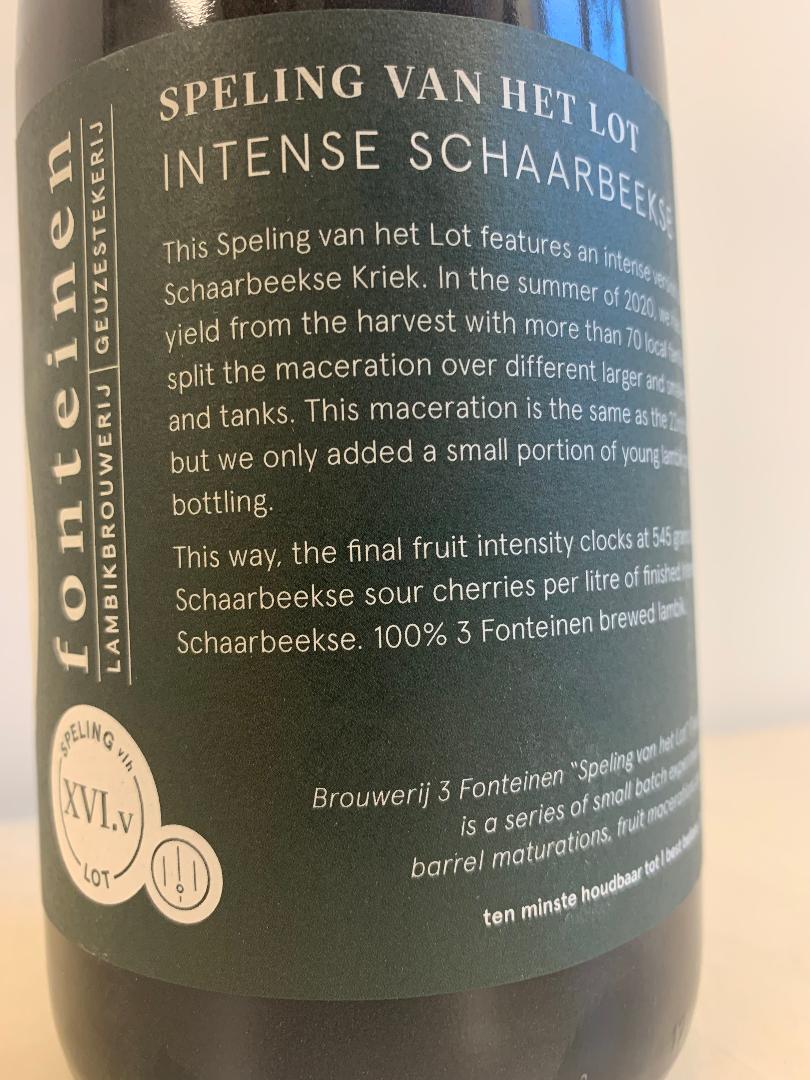 SPELING VAN HET LOT
INTENSE SCHAARBEEKSE
This Speling van het Lot features an intense
Schaarbeekse Kriek. In the summer of 2020, we
yield from the harvest with more than 70 local
split the maceration over different larger and
and tanks. This maceration is the same as the
but we only added a small portion of young
bottling.
This way, the final fruit intensity clocks at 545
Schaarbeekse sour cherries per litre of finished
Schaarbeekse. 100% 3 Fonteinen brewed lambik.
Brouwerij 3 Fonteinen "Speling van het Lot"
is a series of small batch
barrel maturations, fruit
ten minste houdbaar tot | best
fonteinen
LAMBIKBROUWERIJ | GEUZESTEKERIJ
SPELING vlh
XVI.v
LOT